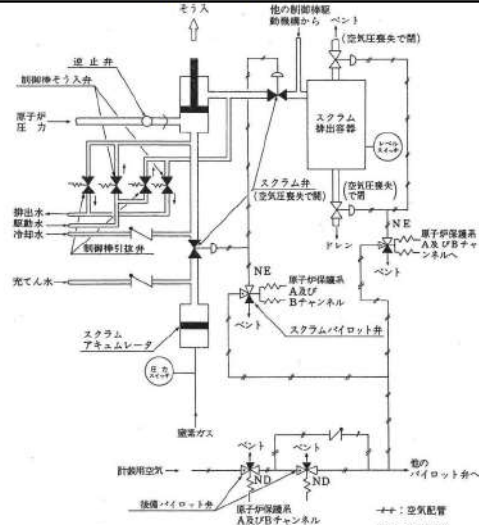 そう入
他の制御棒駆
動機構から
ベント
(空気圧喪失で閉)
逆止弁
制御棒そう入弁
原子炉
圧力
スクラム
排出容器
レベル
スイッチ
スクラム弁
(空気圧喪失で開)
(空気圧喪失
で閉)
排出水
駆動水
冷却水
制御棒引抜弁
ドレン
NE
原子炉保護系
A及びBチャ
ンネルへ
ベント
充てん水
NE
原子炉保護系
A及び
Bチャンネル
ベント
スクラムパイロット弁
スクラム
アキュムレータ
圧力
スイッチ
窒素ガス
ベント
ベント
計装用空気
ND
ND
他の
パイロット弁へ
後備パイロット弁
原子炉保護系
A及びBチャンネル
:空気配管